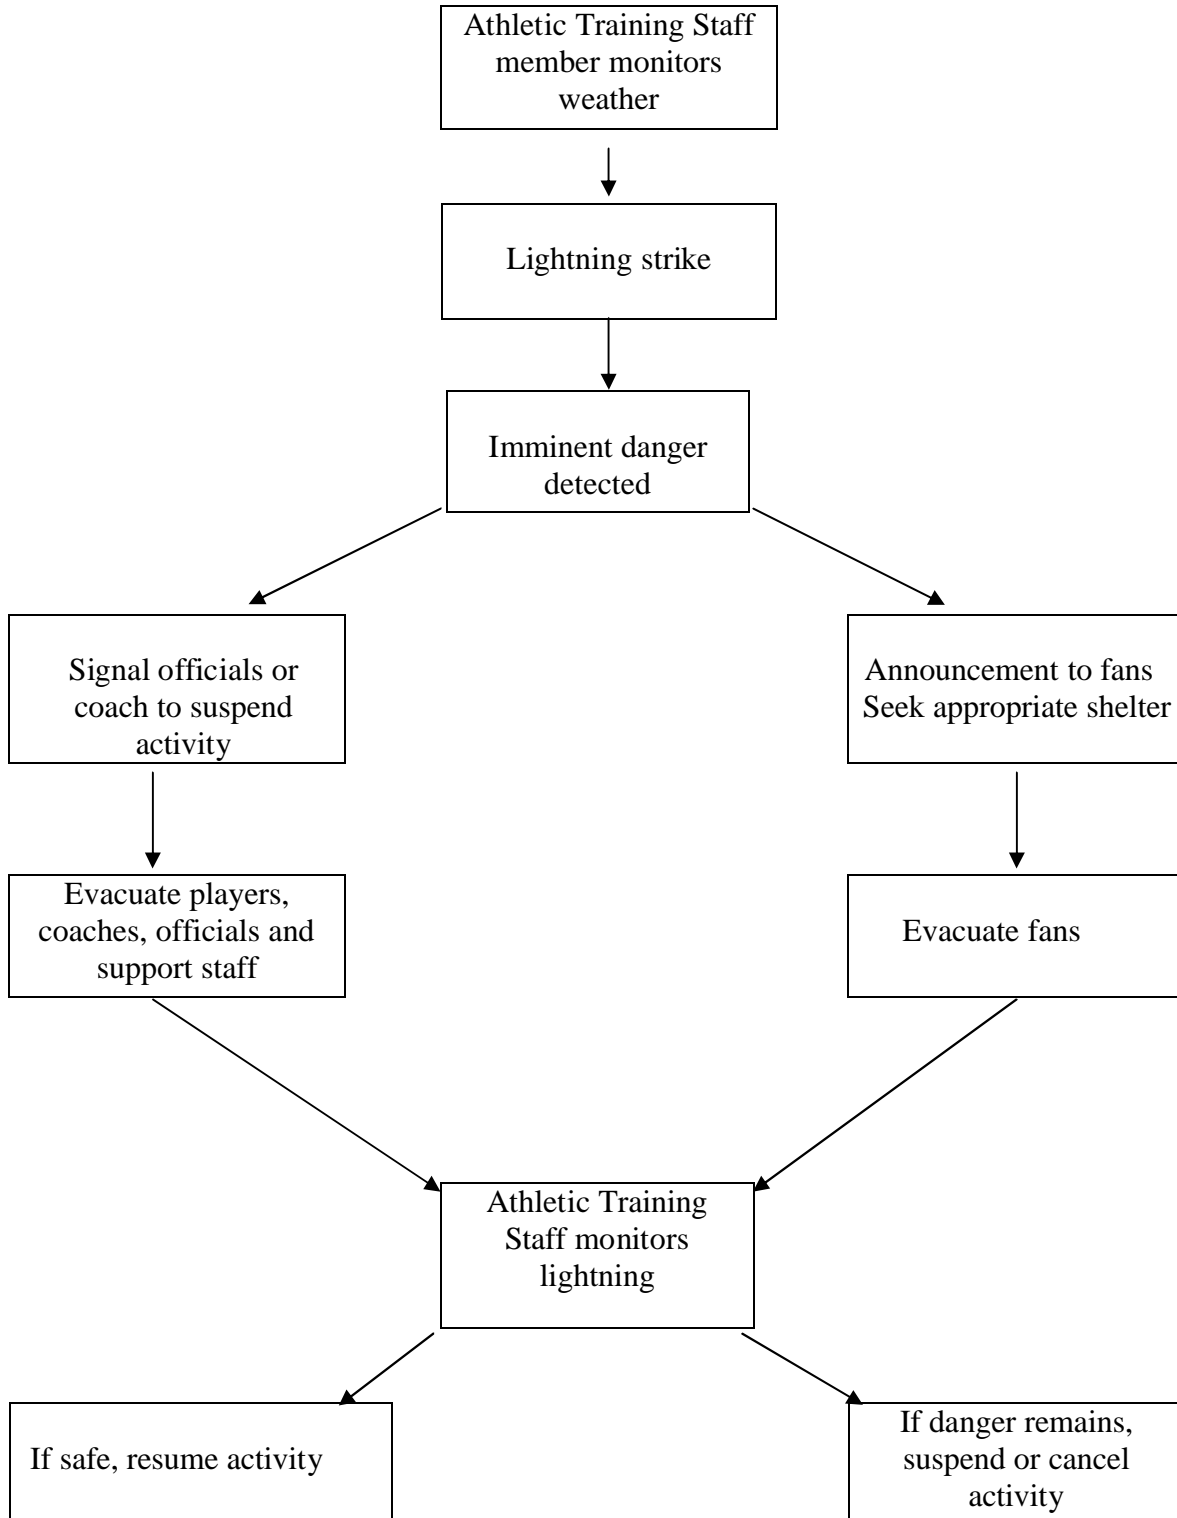 Athletic Training Staff
member monitors
weather
Lightning strike
Imminent danger
detected
Signal officials or
coach to suspend
activity
Announcement to fans
Seek appropriate shelter
Evacuate players,
coaches, officials and
support staff
Evacuate fans
Athletic Training
Staff monitors
lightning
If safe, resume activity
If danger remains,
suspend or cancel
activity